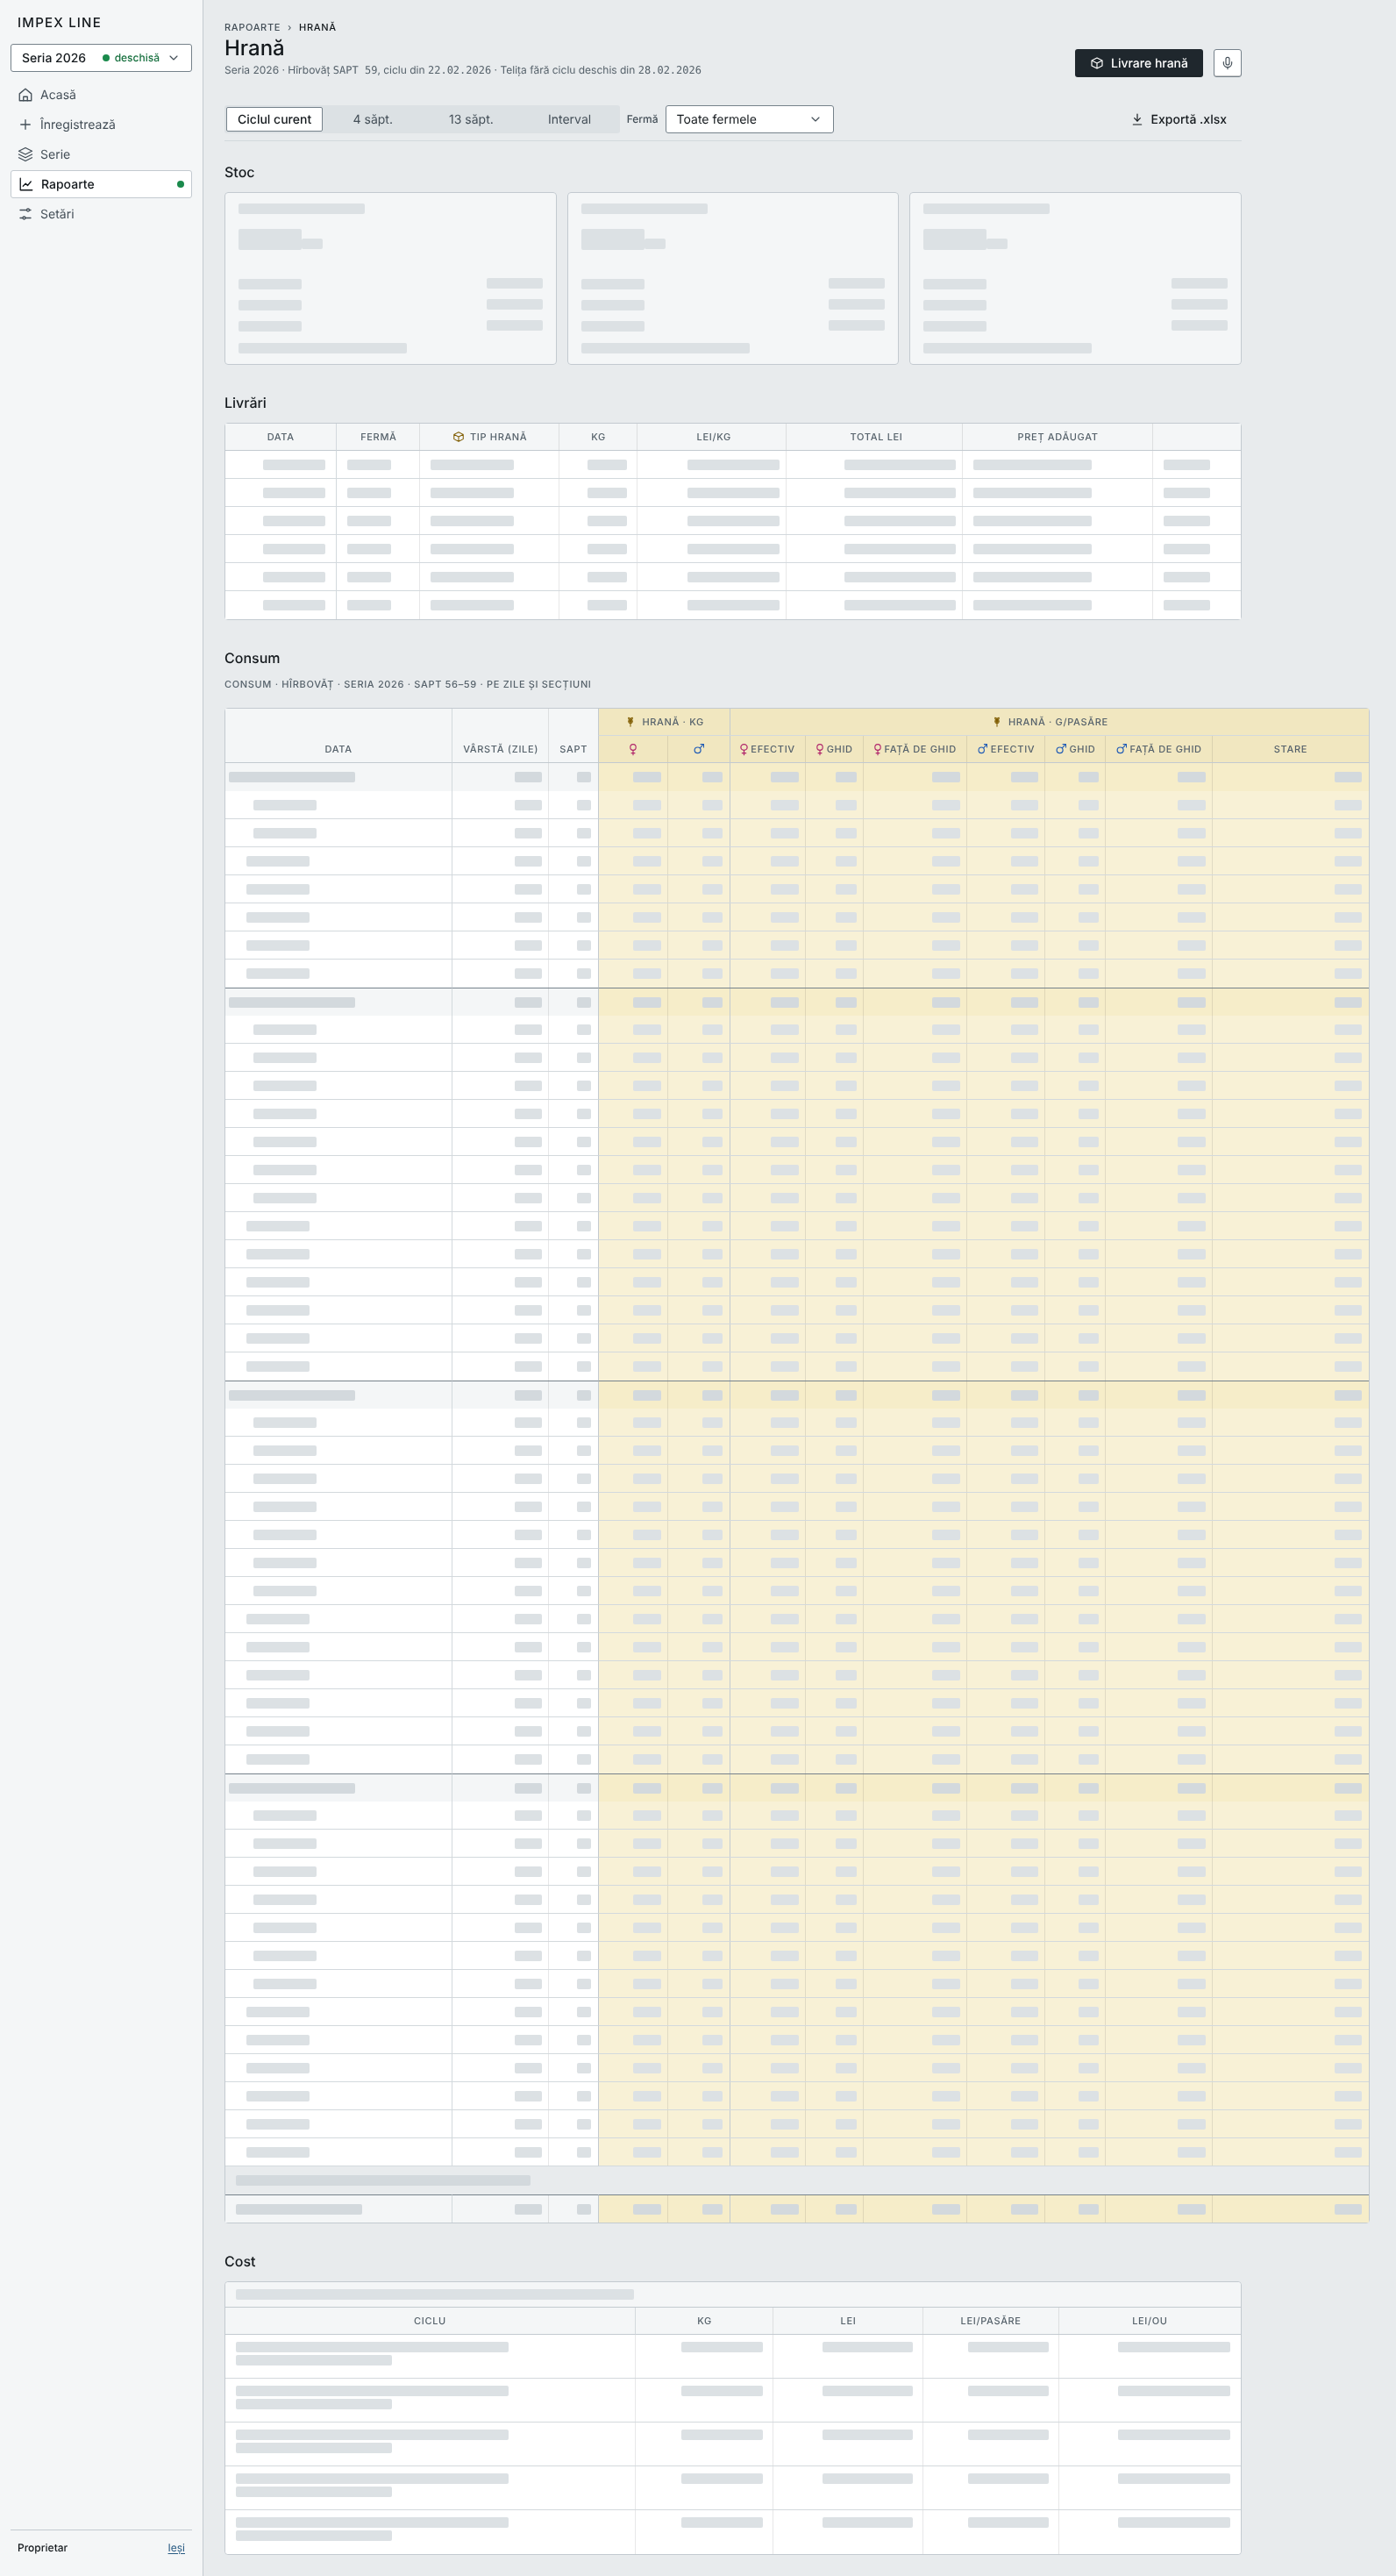 IMPEX LINE
Seria 2026 deschisă
Acasă
Înregistrează
Serie
Rapoarte
Setări
Proprietar Ieși
RAPOARTE › HRANĂ
Hrană
Seria 2026 · Hîrbovăț SAPT 59, ciclu din 22.02.2026 · Telița fără ciclu deschis din 28.02.2026
Livrare hrană
Ciclul curent 4 săpt. 13 săpt. Interval Fermă Toate fermele Exportă .xlsx
Stoc
Livrări
DATA FERMĂ TIP HRANĂ KG LEI/KG TOTAL LEI PREȚ ADĂUGAT
Consum
CONSUM · HÎRBOVĂȚ · SERIA 2026 · SAPT 56–59 · PE ZILE ȘI SECȚIUNI
HRANĂ · KG HRANĂ · G/PASĂRE
DATA VÂRSTĂ (ZILE) SAPT ♀ ♂ ♀ EFECTIV ♀ GHID ♀ FAȚĂ DE GHID ♂ EFECTIV ♂ GHID ♂ FAȚĂ DE GHID STARE
Cost
CICLU KG LEI LEI/PASĂRE LEI/OU